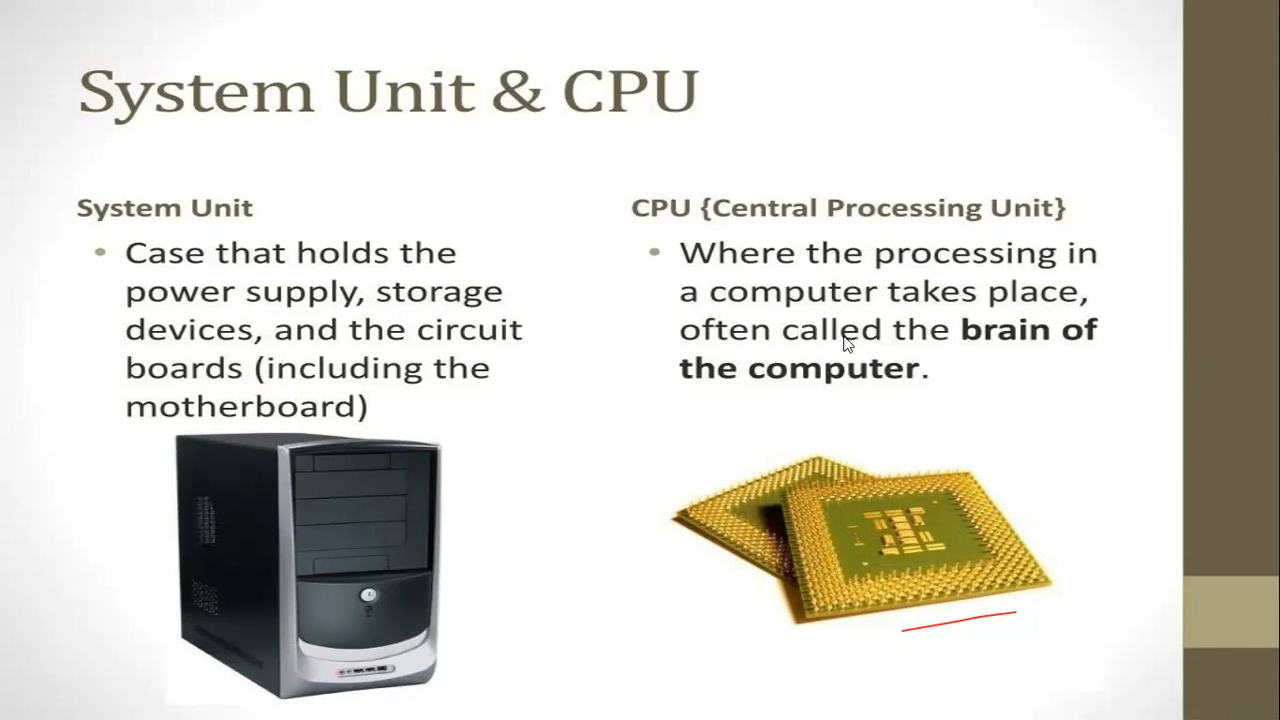 System Unit & CPU
System Unit
• Case that holds the
power supply, storage
devices, and the circuit
boards (including the
motherboard)
CPU {Central Processing Unit}
• Where the processing in
a computer takes place,
often called the brain of
the computer.